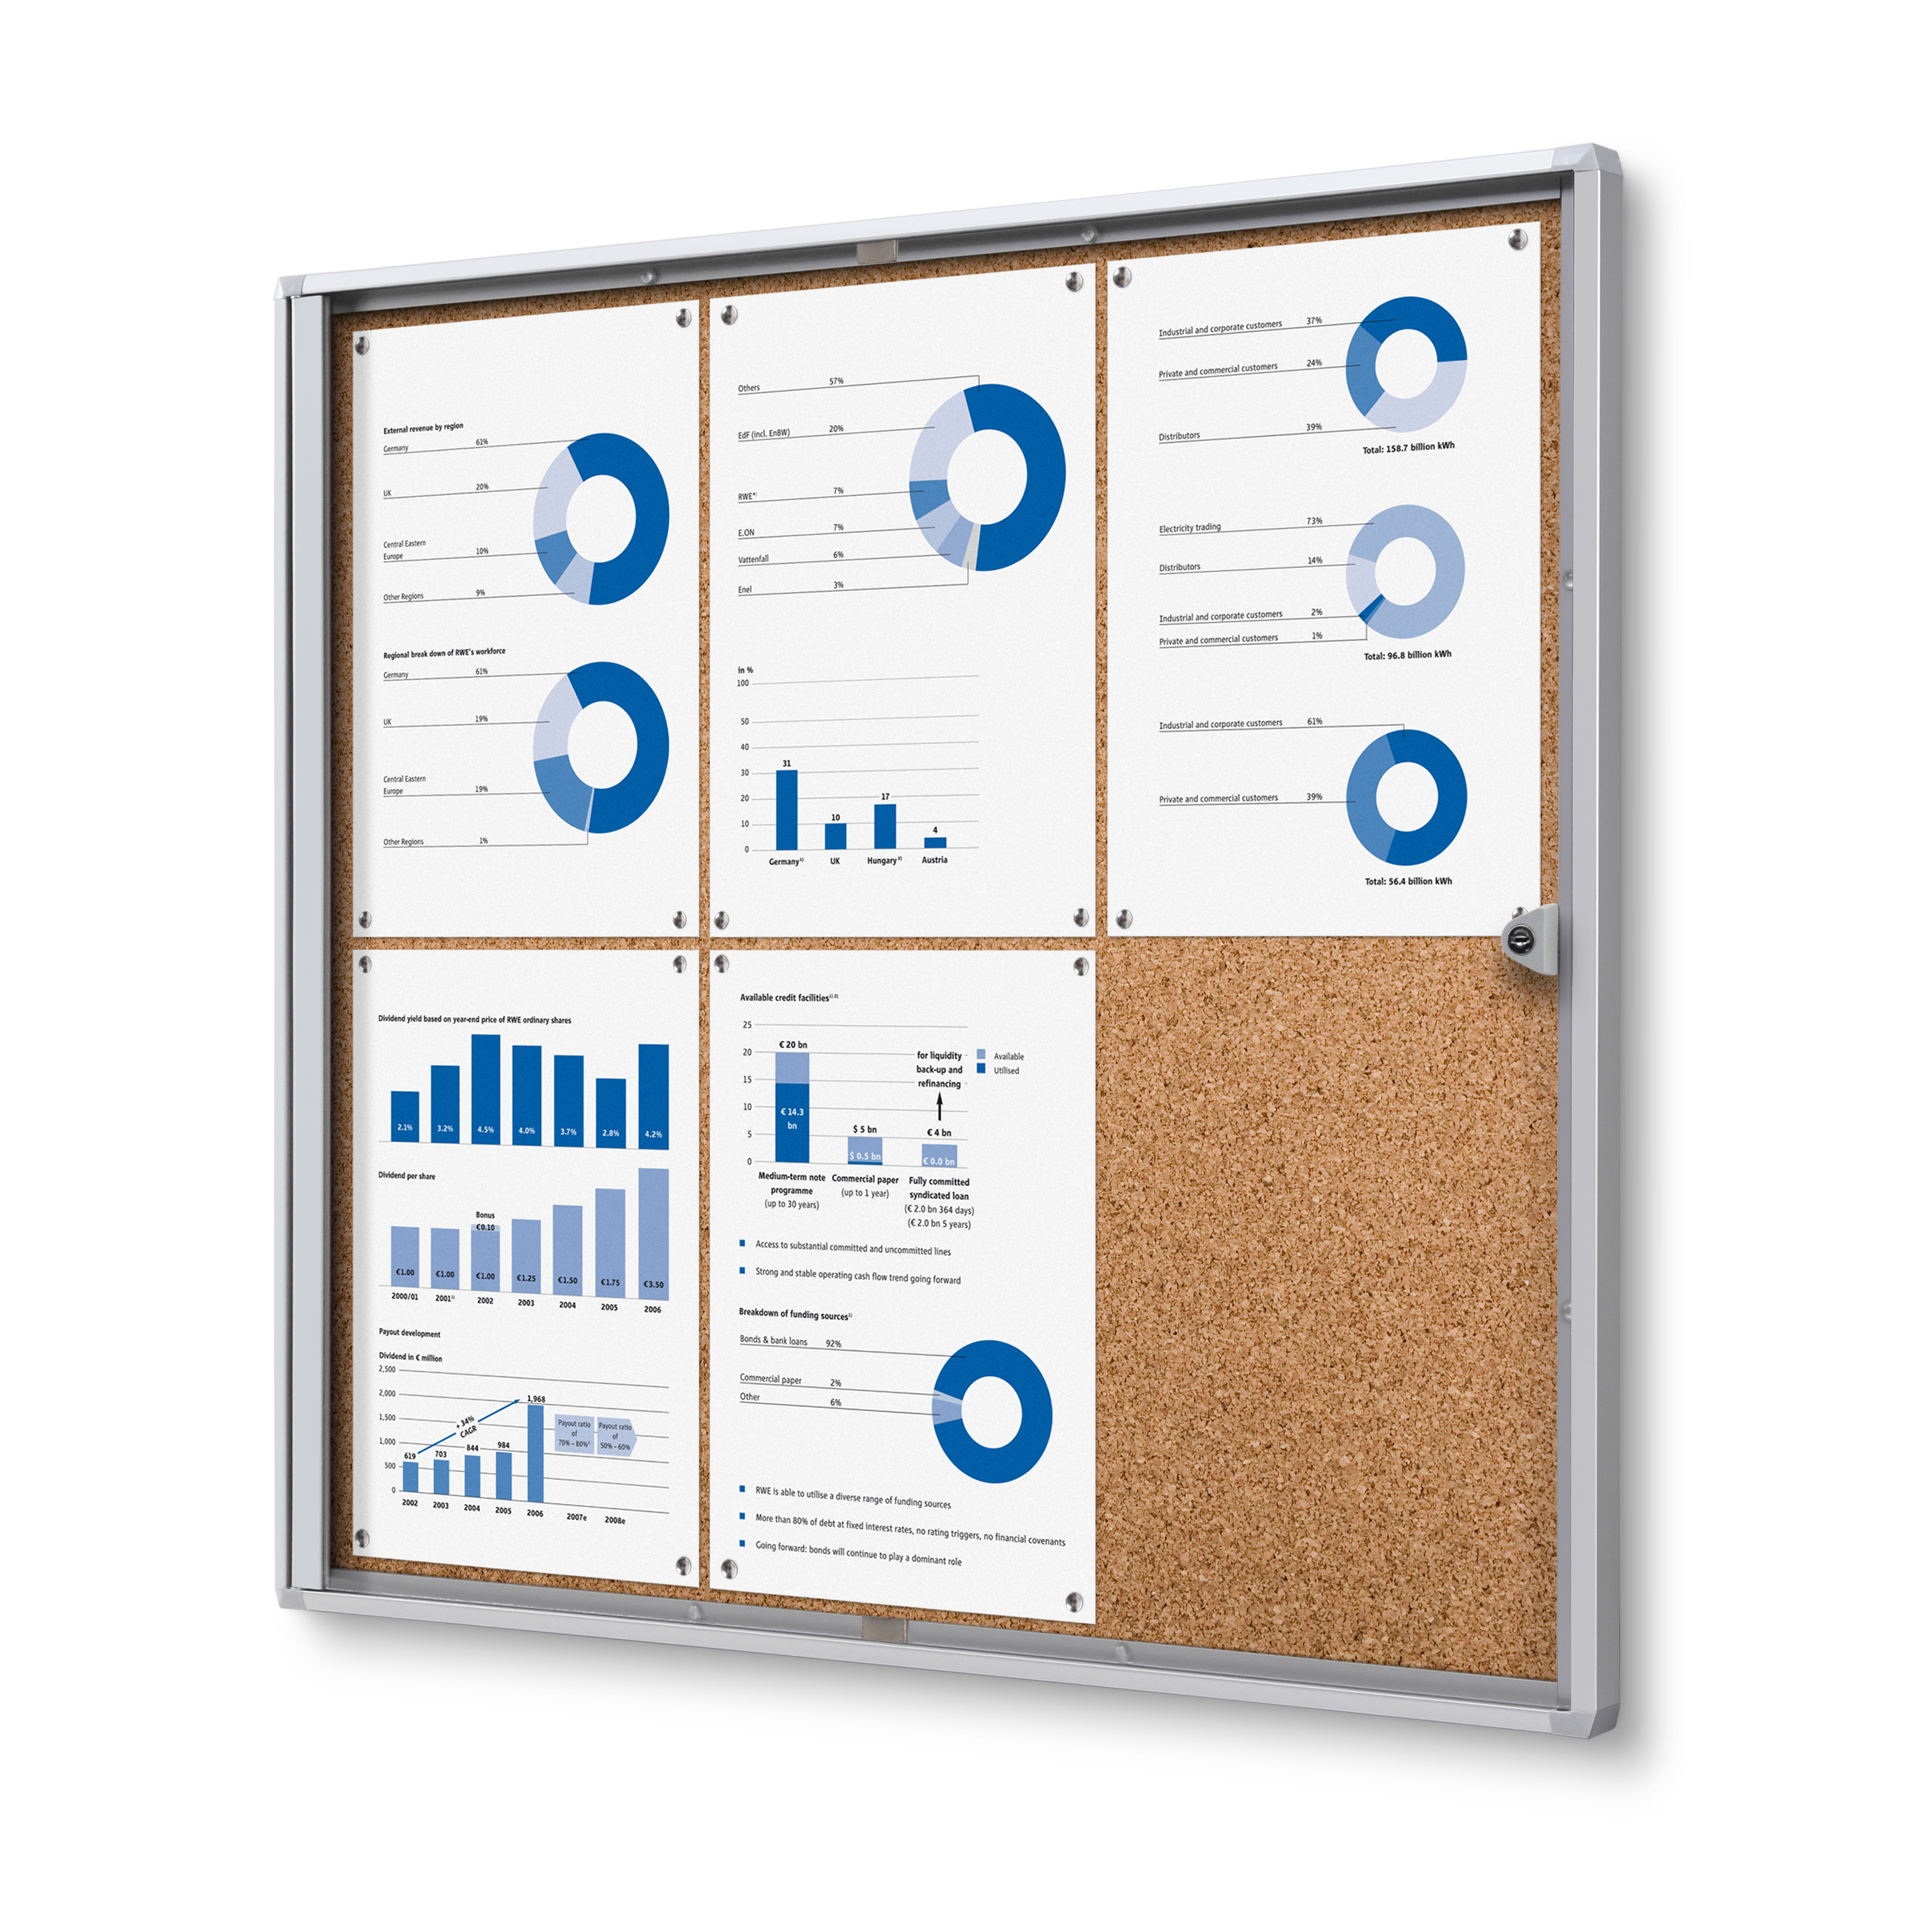 External revenue by region
Germany 61%
UK 20%
Central Eastern
Europe 10%
Other Regions 9%
Regional break down of RWE's workforce
Germany 61%
UK 19%
Central Eastern
Europe 19%
Other Regions 1%
Others 57%
EdF (incl. EnBW) 20%
RWE*) 7%
E.ON 7%
Vattenfall 6%
Enel 3%
in %
100
50
40
30
20
10
0
31
10
17
4
Germany1) UK Hungary2) Austria
Industrial and corporate customers 37%
Private and commercial customers 24%
Distributors 39%
Total: 158.7 billion kWh
Electricity trading 73%
Distributors 14%
Industrial and corporate customers 2%
Private and commercial customers 1%
Total: 96.8 billion kWh
Industrial and corporate customers 61%
Private and commercial customers 39%
Total: 56.4 billion kWh
Dividend yield based on year-end price of RWE ordinary shares
2.1% 3.2% 4.5% 4.0% 3.7% 2.8% 4.2%
Dividend per share
Bonus
€0.10
€1.00 €1.00 €1.00 €1.25 €1.50 €1.75 €3.50
2000/01 2001 2002 2003 2004 2005 2006
Payout development
Dividend in € million
2,500
2,000
1,500
1,000
500
0
+ 34%
CAGR
619 703 844 984 1,968
Payout ratio
of
70% – 80%
Payout ratio
of
50% – 60%
2002 2003 2004 2005 2006 2007e 2008e
Available credit facilities1) 2)
25
20
15
10
5
0
€ 20 bn
€ 14.3
bn
$ 5 bn
$ 0.5 bn
€ 4 bn
€ 0.0 bn
for liquidity
back-up and
refinancing
Available
Utilised
Medium-term note
programme
(up to 30 years)
Commercial paper
(up to 1 year)
Fully committed
syndicated loan
(€ 2.0 bn 364 days)
(€ 2.0 bn 5 years)
Access to substantial committed and uncommitted lines
Strong and stable operating cash flow trend going forward
Breakdown of funding sources1)
Bonds & bank loans 92%
Commercial paper 2%
Other 6%
RWE is able to utilise a diverse range of funding sources
More than 80% of debt at fixed interest rates, no rating triggers, no financial covenants
Going forward: bonds will continue to play a dominant role